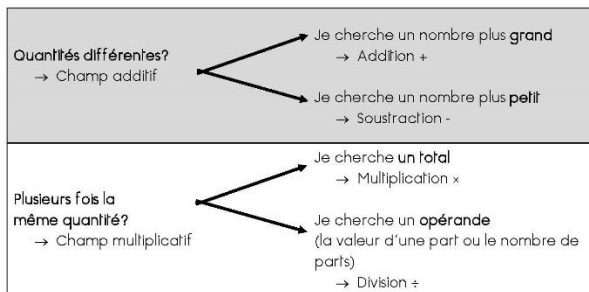 Quantités différentes?
→ Champ additif
Je cherche un nombre plus grand
→ Addition +
Je cherche un nombre plus petit
→ Soustraction -
Plusieurs fois la
même quantité?
→ Champ multiplicatif
Je cherche un total
→ Multiplication ×
Je cherche un opérande
(la valeur d'une part ou le nombre de
parts)
→ Division ÷